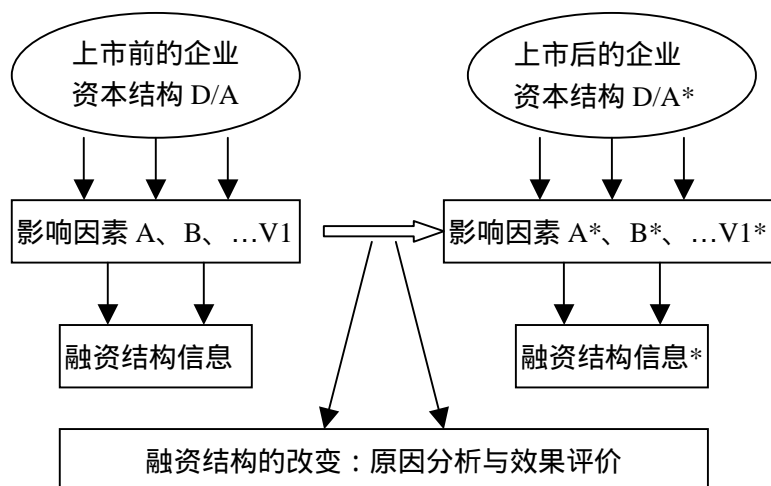 上市前的企业
资本结构 D/A
上市后的企业
资本结构 D/A*
影响因素 A、B、…V1
影响因素 A*、B*、…V1*
融资结构信息
融资结构信息*
融资结构的改变：原因分析与效果评价